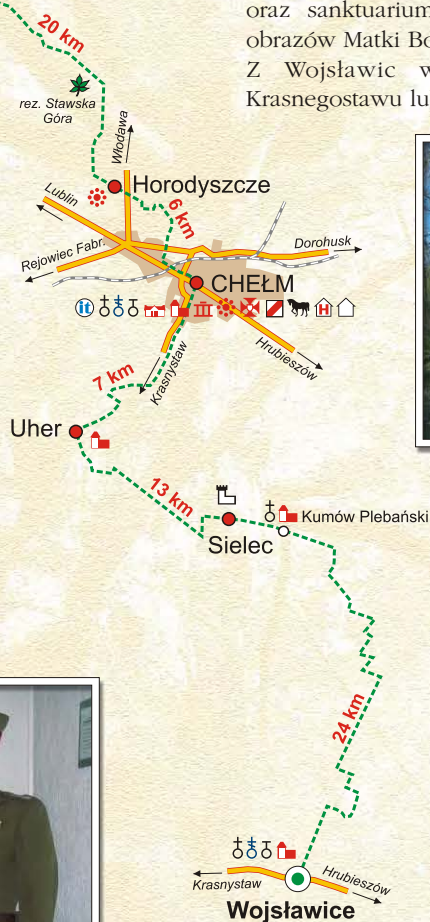 oraz sanktuarium
obrazów Matki Bo
Z Wojsławic w
Krasnegostawu lu
20 km
rez. Stawska
Góra
Włodawa
Horodyszcze
Lublin
6 km
Rejowiec Fabr.
Dorohusk
CHEŁM
it
H
Hrubieszów
Krasnystaw
7 km
Uher
13 km
Kumów Plebański
Sielec
24 km
Krasnystaw
Hrubieszów
Wojsławice